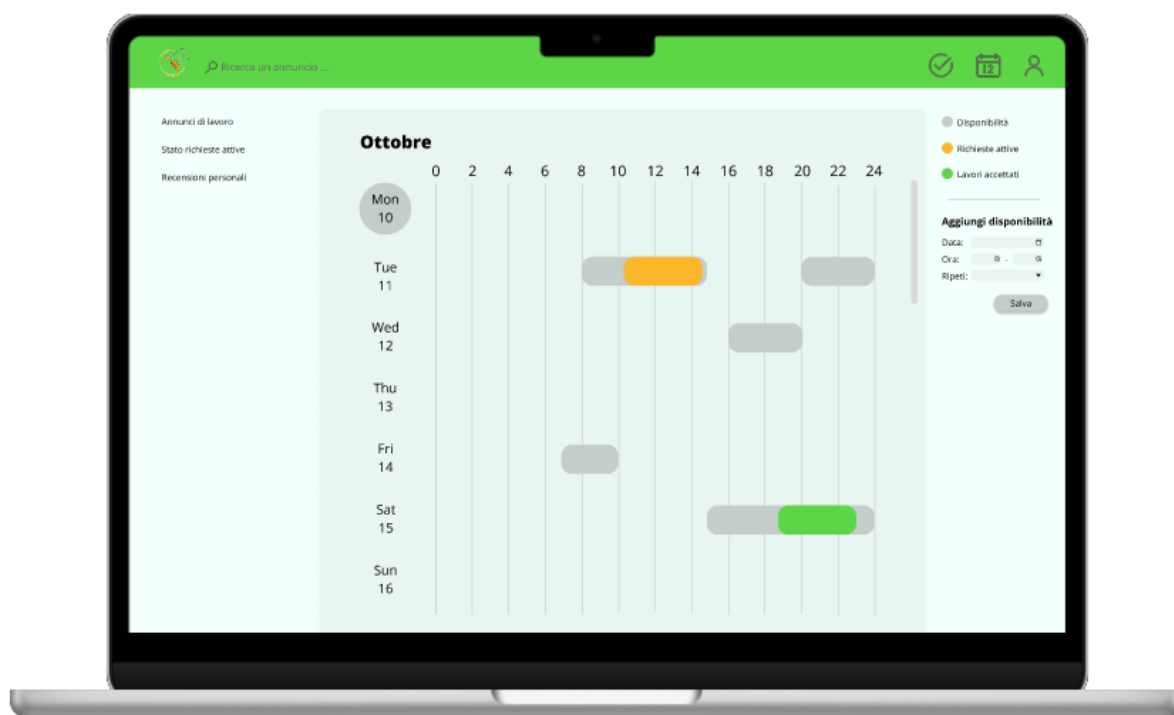 Ricerca un annuncio ...
12
Annunci di lavoro
Stato richieste attive
Recensioni personali
Ottobre
0 2 4 6 8 10 12 14 16 18 20 22 24
Mon
10
Tue
11
Wed
12
Thu
13
Fri
14
Sat
15
Sun
16
Disponibilità
Richieste attive
Lavori accettati
Aggiungi disponibilità
Data:
Ora: -
Ripeti:
Salva